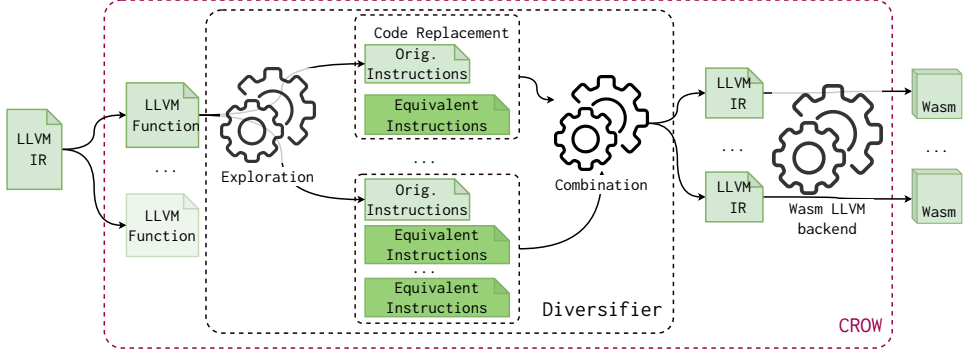 LLVM
IR
LLVM
Function
...
LLVM
Function
Exploration
Code Replacement
Orig.
Instructions
Equivalent
Instructions
...
Orig.
Instructions
Equivalent
Instructions
...
Equivalent
Instructions
Combination
Diversifier
LLVM
IR
...
LLVM
IR
Wasm LLVM
backend
Wasm
...
Wasm
CROW